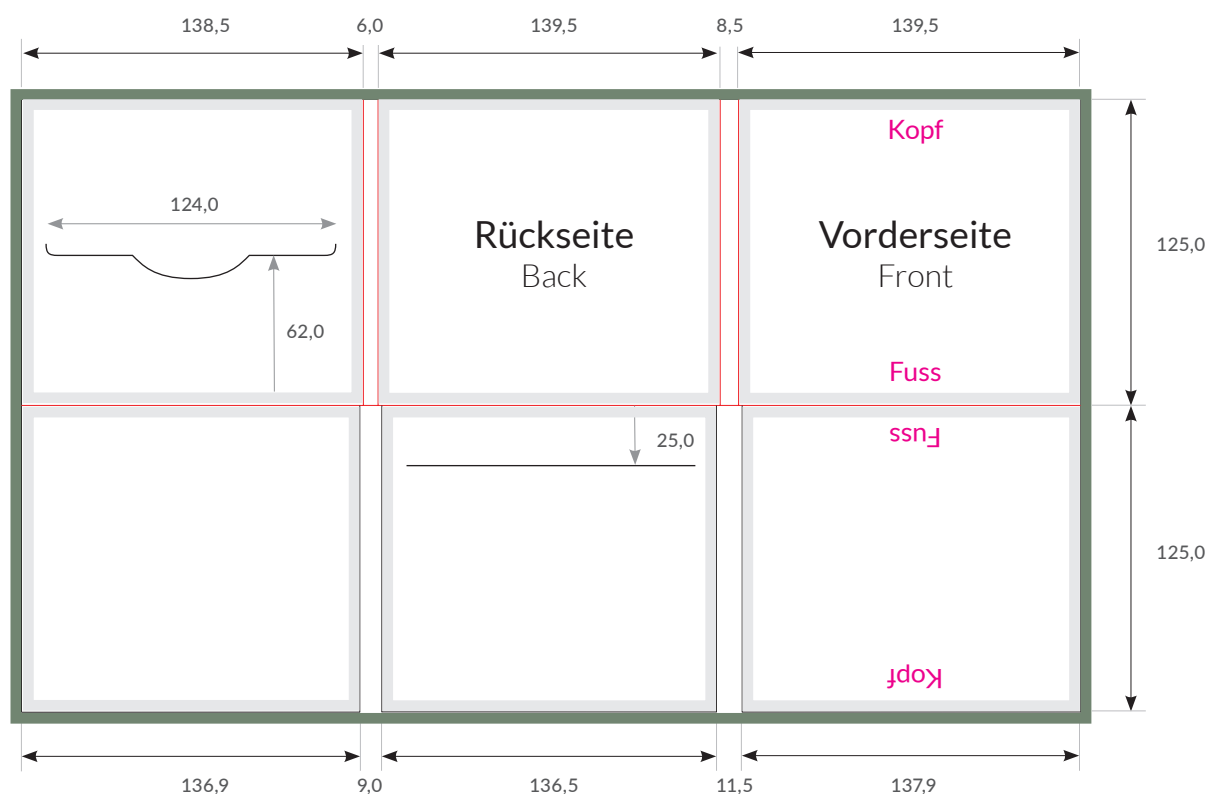 138,5 6,0 139,5 8,5 139,5
Kopf
124,0
Rückseite
Back
Vorderseite
Front
125,0
62,0
Fuss
Fuss
25,0
125,0
Kopf
136,9 9,0 136,5 11,5 137,9